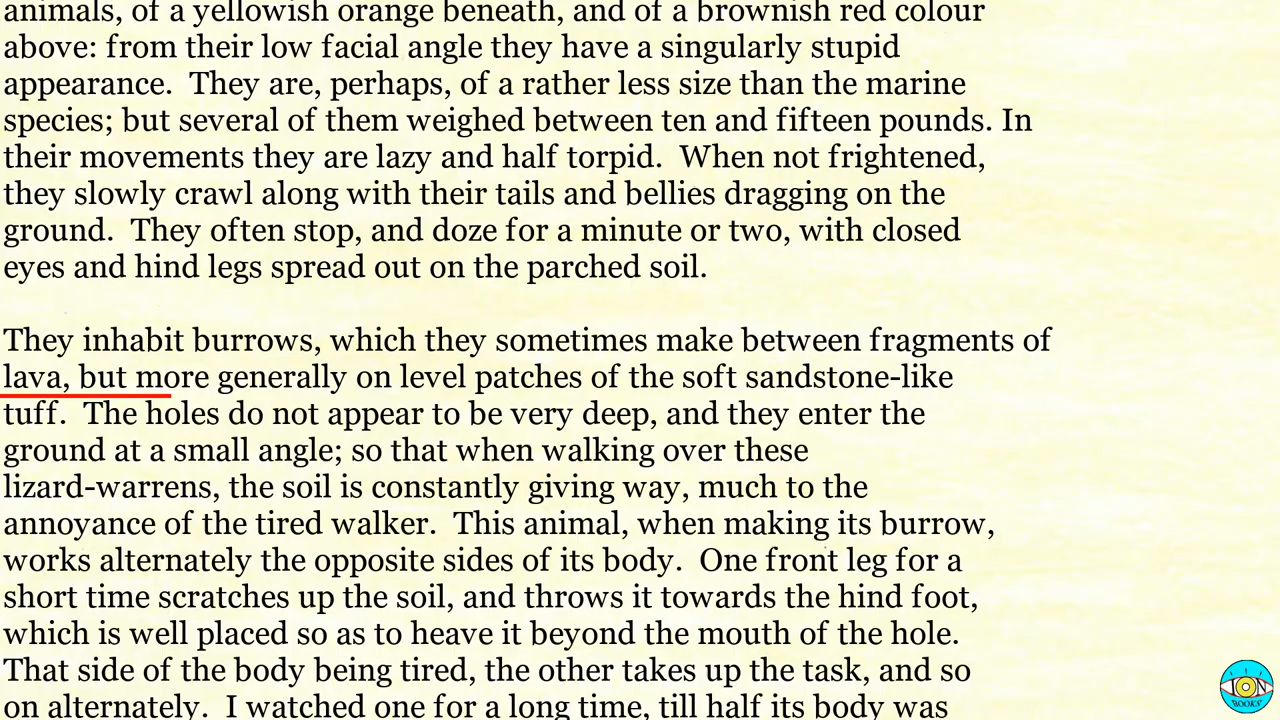 animals, of a yellowish orange beneath, and of a brownish red colour
above: from their low facial angle they have a singularly stupid
appearance.  They are, perhaps, of a rather less size than the marine
species; but several of them weighed between ten and fifteen pounds. In
their movements they are lazy and half torpid.  When not frightened,
they slowly crawl along with their tails and bellies dragging on the
ground.  They often stop, and doze for a minute or two, with closed
eyes and hind legs spread out on the parched soil.
They inhabit burrows, which they sometimes make between fragments of
lava, but more generally on level patches of the soft sandstone-like
tuff.  The holes do not appear to be very deep, and they enter the
ground at a small angle; so that when walking over these
lizard-warrens, the soil is constantly giving way, much to the
annoyance of the tired walker.  This animal, when making its burrow,
works alternately the opposite sides of its body.  One front leg for a
short time scratches up the soil, and throws it towards the hind foot,
which is well placed so as to heave it beyond the mouth of the hole.
That side of the body being tired, the other takes up the task, and so
on alternately.  I watched one for a long time, till half its body was
ION
BOOKS